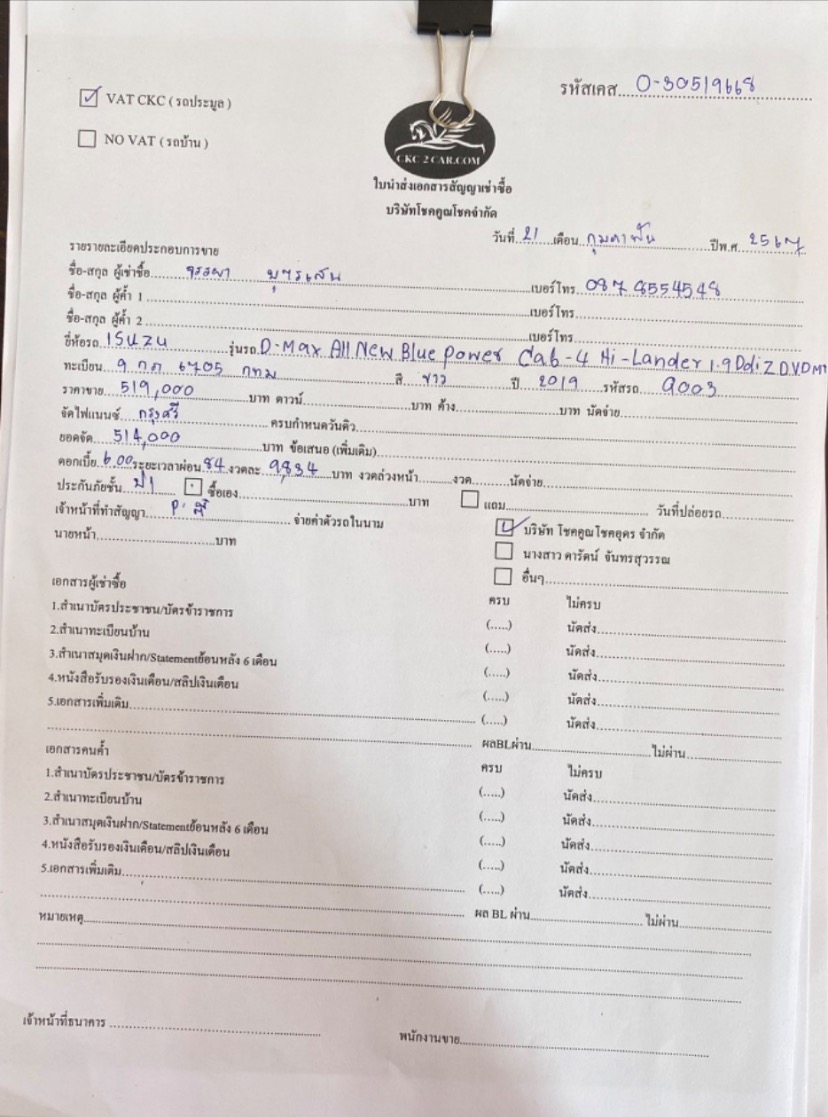 รหัสเคส....O-30519668
VAT CKC ( รถประมูล )
NO VAT ( รถบ้าน )
CKC 2 CAR.COM
ใบนำส่งเอกสารสัญญาเช่าซื้อ
บริษัทโชคคูณโชคจำกัด
วันที่ 21 เดือน กุมภาพัน ปีพ.ศ 2567
รายรายละเอียดประกอบการขาย
ชื่อ-สกุล ผู้เช่าซื้อ เบอร์โทร 087 8554548
ชื่อ-สกุล ผู้ค้ำ 1 เบอร์โทร
ชื่อ-สกุล ผู้ค้ำ 2 เบอร์โทร
ยี่ห้อรถ ISUZU รุ่นรถ D-Max All New Blue Power Cab-4 Hi-Lander 1.9 Ddi Z D.V.D MT
ทะเบียน 6705 กทม สี ขาว ปี 2019 รหัสรถ 9003
ราคาขาย 519,000 บาท ดาวน์ บาท ค้าง บาท นัดจ่าย
จัดไฟแนนซ์ กรุงศรี ครบกำหนดวันดิว
ยอดจัด 514,000 บาท ข้อเสนอ (เพิ่มเติม)
ดอกเบี้ย 6.00 ระยะเวลาผ่อน 84 งวดละ 9,834 บาท งวดล่วงหน้า งวด นัดจ่าย
ประกันภัยชั้น ป1 ซื้อเอง บาท แถม วันที่ปล่อยรถ
เจ้าหน้าที่ทำสัญญา จ่ายค่าตัวรถในนาม บริษัท โชคคูณโชคอุดร จำกัด
นายหน้า บาท นางสาว ดารัตน์ จันทรสุวรรณ
อื่นๆ
เอกสารผู้เช่าซื้อ ครบ ไม่ครบ
1.สำเนาบัตรประชาชน/บัตรข้าราชการ (.....) นัดส่ง
2.สำเนาทะเบียนบ้าน (.....) นัดส่ง
3.สำเนาสมุดเงินฝาก/Statementย้อนหลัง 6 เดือน (.....) นัดส่ง
4.หนังสือรับรองเงินเดือน/สลิปเงินเดือน (.....) นัดส่ง
5.เอกสารเพิ่มเติม (.....) นัดส่ง
ผลBLผ่าน ไม่ผ่าน
เอกสารคนค้ำ ครบ ไม่ครบ
1.สำเนาบัตรประชาชน/บัตรข้าราชการ (.....) นัดส่ง
2.สำเนาทะเบียนบ้าน (.....) นัดส่ง
3.สำเนาสมุดเงินฝาก/Statementย้อนหลัง 6 เดือน (.....) นัดส่ง
4.หนังสือรับรองเงินเดือน/สลิปเงินเดือน (.....) นัดส่ง
5.เอกสารเพิ่มเติม (.....) นัดส่ง
ผล BL ผ่าน ไม่ผ่าน
หมายเหตุ
เจ้าหน้าที่ธนาคาร
พนักงานขาย